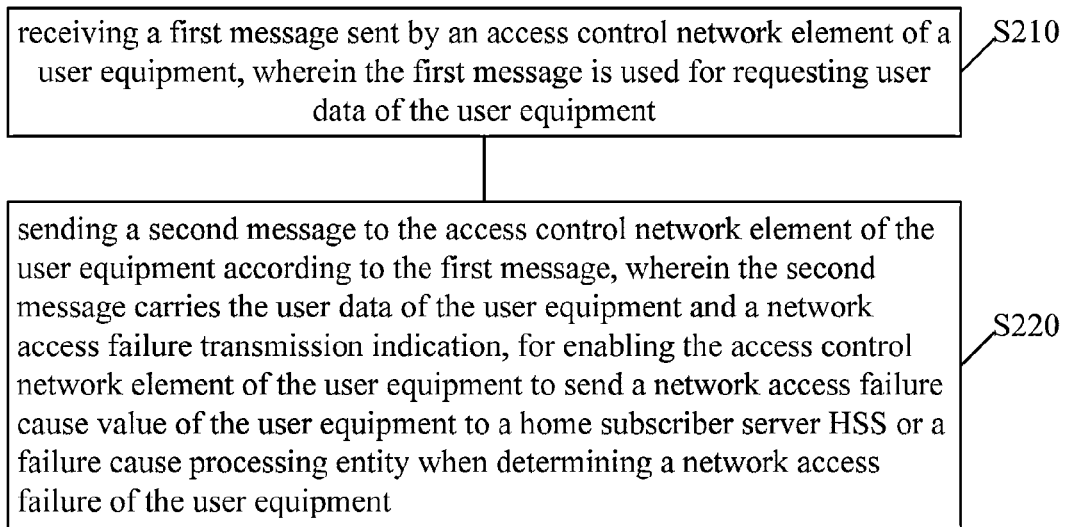 receiving a first message sent by an access control network element of a
user equipment, wherein the first message is used for requesting user
data of the user equipment
S210
sending a second message to the access control network element of the
user equipment according to the first message, wherein the second
message carries the user data of the user equipment and a network
access failure transmission indication, for enabling the access control
network element of the user equipment to send a network access failure
cause value of the user equipment to a home subscriber server HSS or a
failure cause processing entity when determining a network access
failure of the user equipment
S220